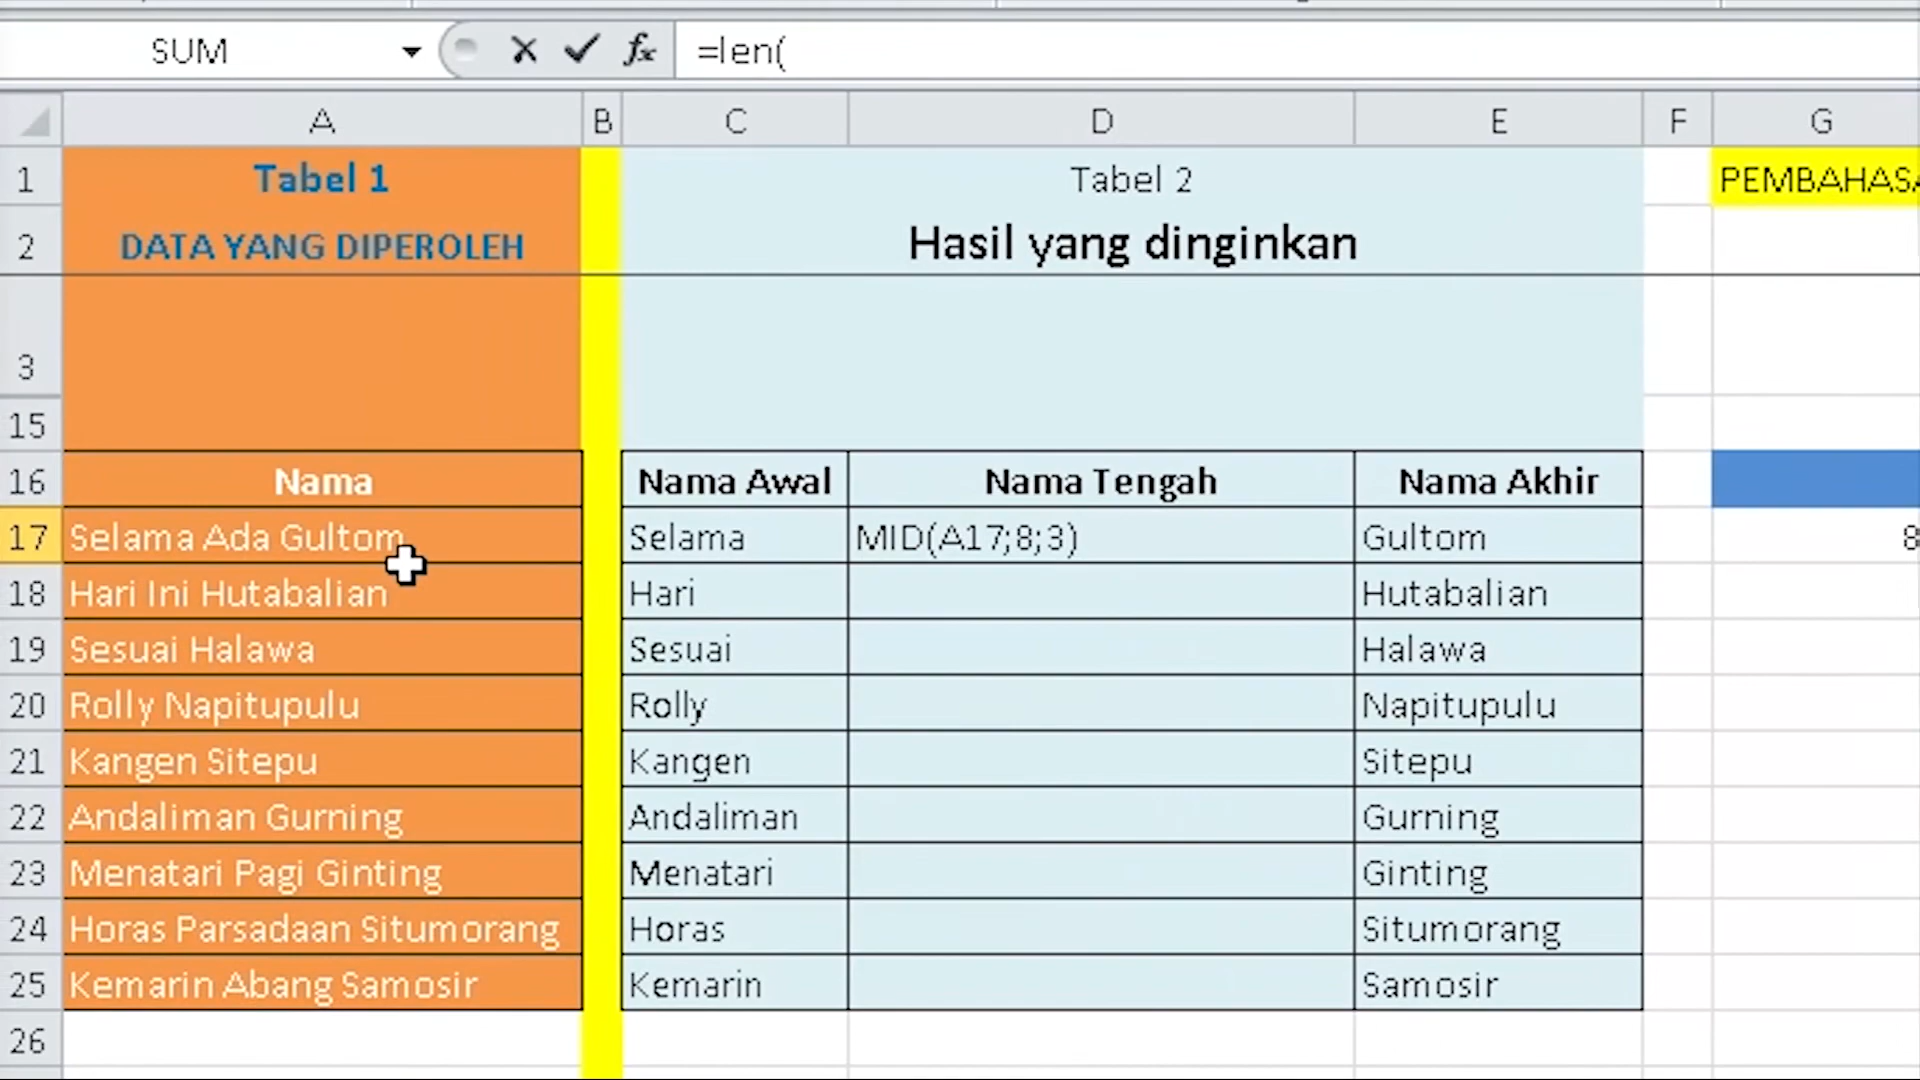 SUM fx =len(
A B C D E F G
1 Tabel 1 Tabel 2 PEMBAHASA
2 DATA YANG DIPEROLEH Hasil yang dinginkan
3
15
16 Nama Nama Awal Nama Tengah Nama Akhir
17 Selama Ada Gultom Selama MID(A17;8;3) Gultom 8
18 Hari Ini Hutabalian Hari Hutabalian
19 Sesuai Halawa Sesuai Halawa
20 Rolly Napitupulu Rolly Napitupulu
21 Kangen Sitepu Kangen Sitepu
22 Andaliman Gurning Andaliman Gurning
23 Menatari Pagi Ginting Menatari Ginting
24 Horas Parsadaan Situmorang Horas Situmorang
25 Kemarin Abang Samosir Kemarin Samosir
26